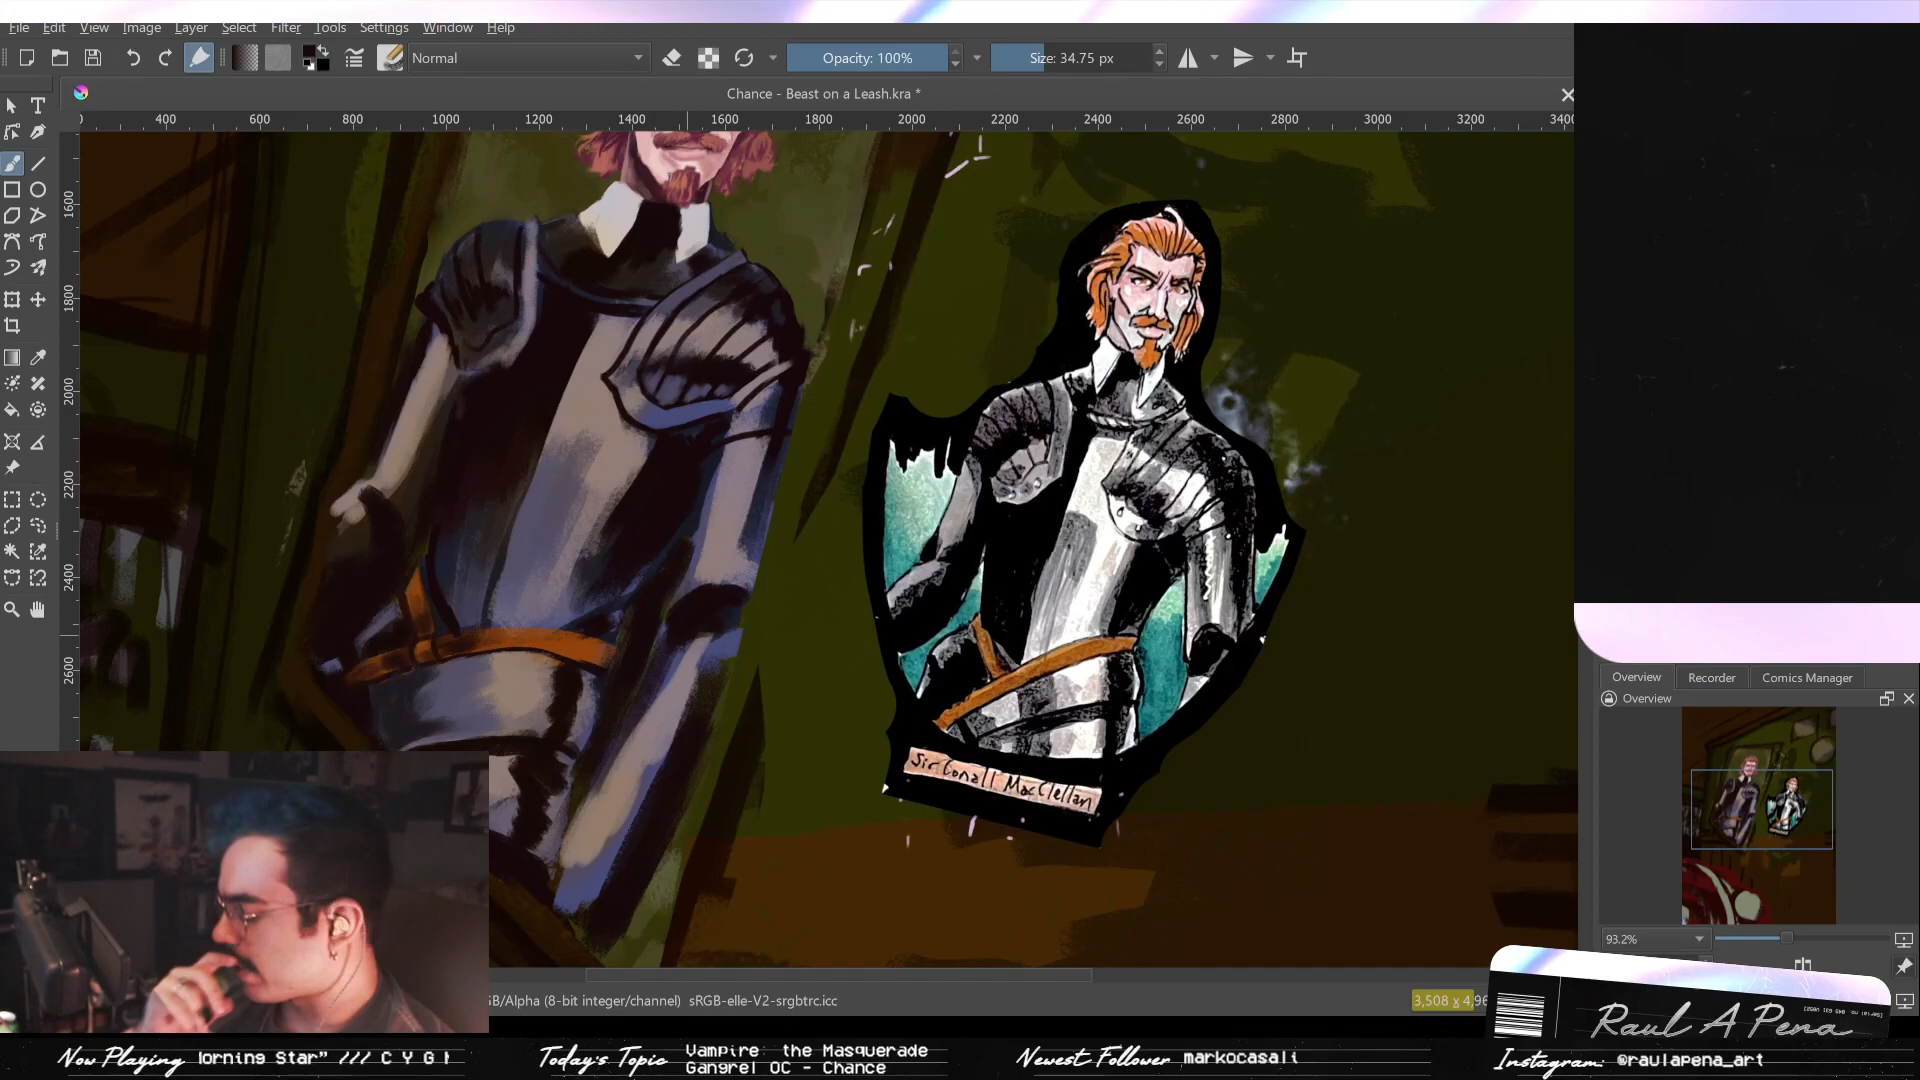 File Edit View Image Layer Select Filter Tools Settings Window Help
Normal
Opacity: 100%
Size: 34.75 px
Chance - Beast on a Leash.kra *
400 600 800 1000 1200 1400 1600 1800 2000 2200 2400 2600 2800 3000 3200 3400
1600
1800
2000
2200
2400
2600
Sir Conall MacClellan
Overview Recorder Comics Manager
Overview
93.2%
GB/Alpha (8-bit integer/channel) sRGB-elle-V2-srgbtrc.icc
3,508 x 4,96
Raul A Pena
Now Playing
lorning Star" /// C Y G
Today's Topic
Vampire: the Masquerade
Gangrel OC - Chance
Newest Follower markocasali
Instagram: @raulapena_art